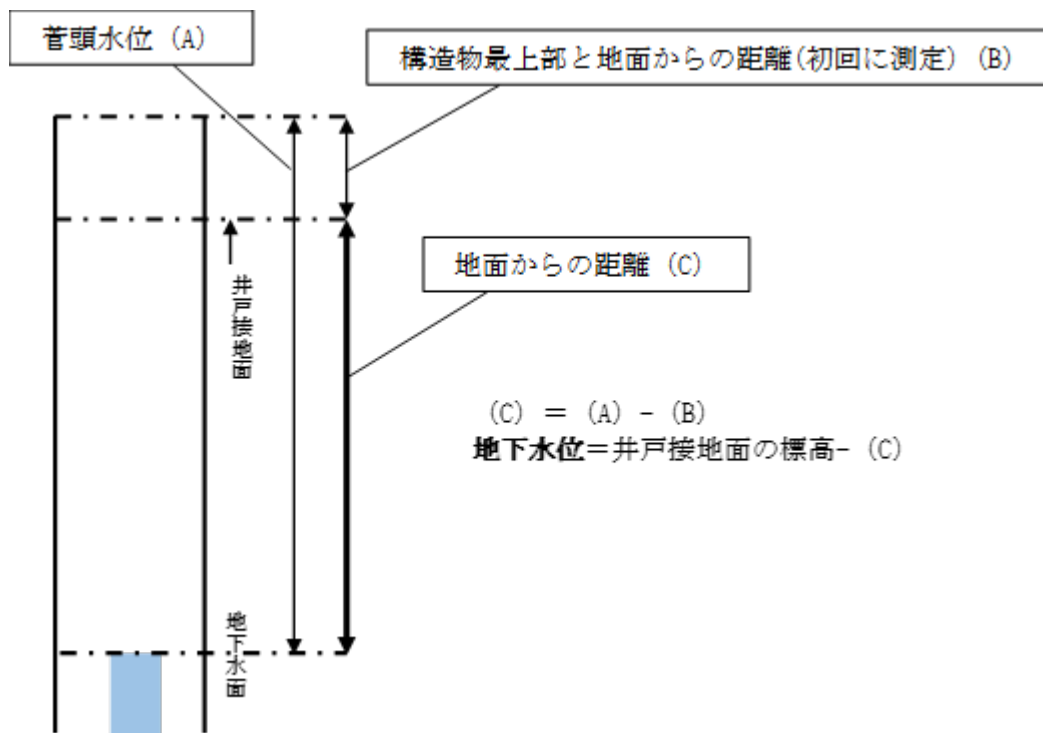 菅頭水位 (A)
構造物最上部と地面からの距離(初回に測定) (B)
地面からの距離 (C)
井戸接地面
(C) ＝ (A) − (B)
地下水位＝井戸接地面の標高− (C)
地下水面